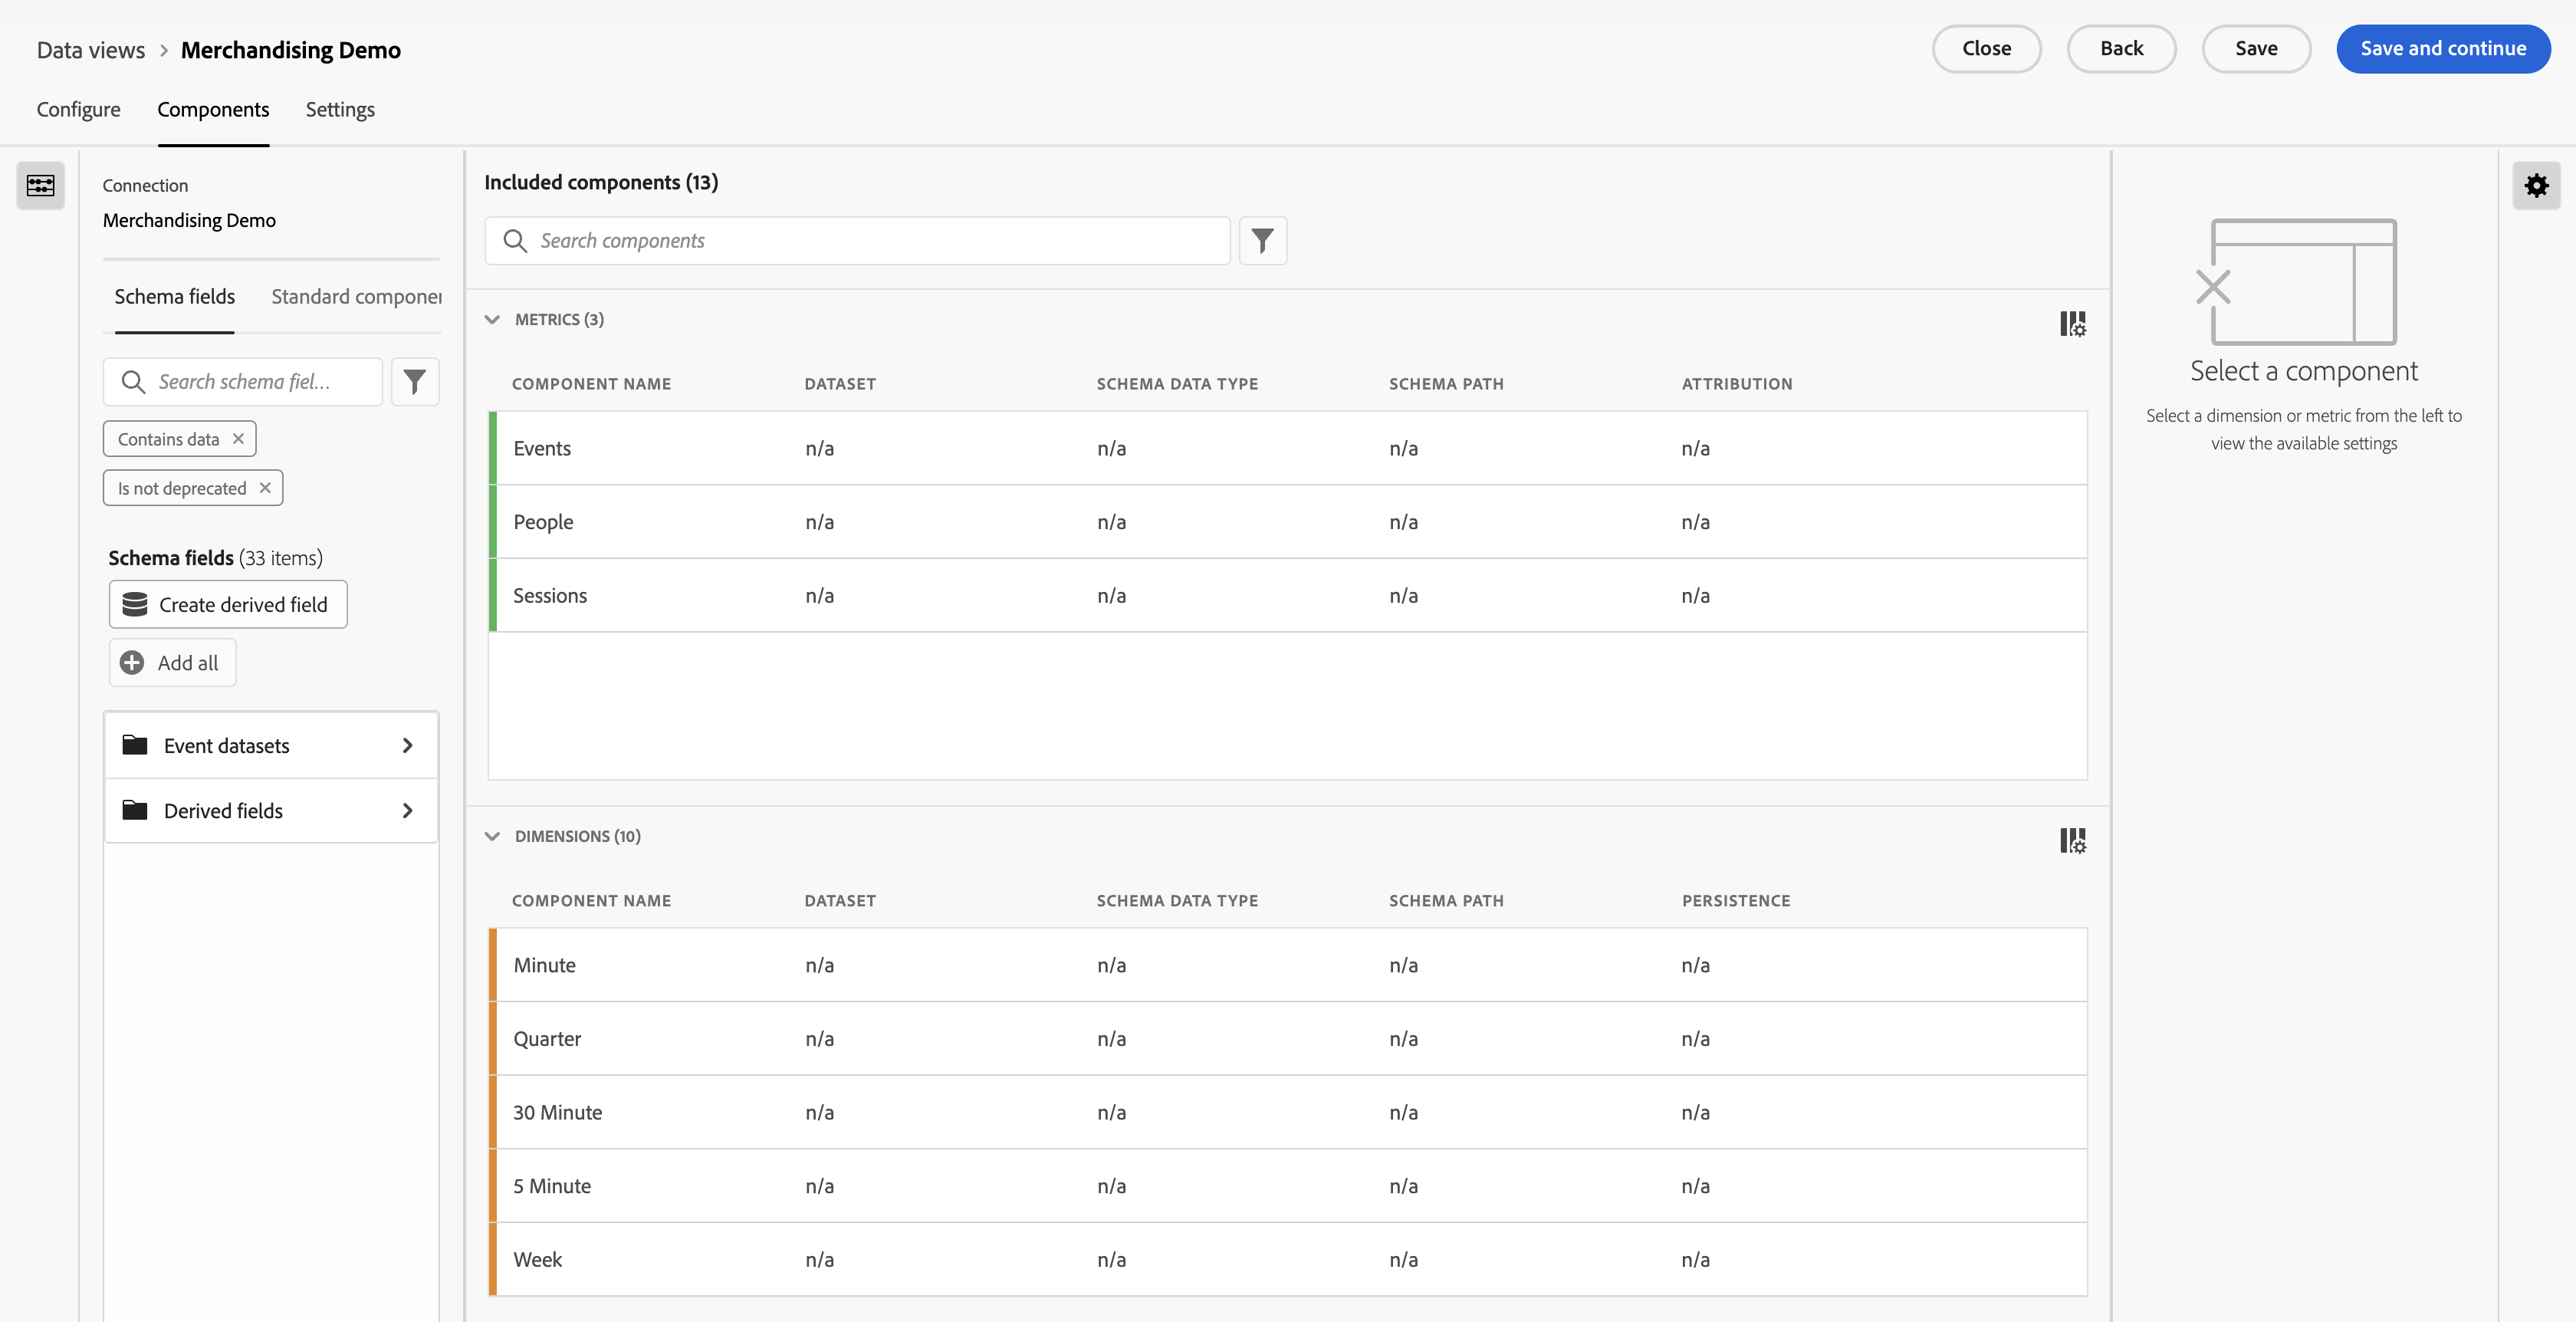 Data views > Merchandising Demo
Close
Back
Save
Save and continue
Configure
Components
Settings
Connection
Merchandising Demo
Schema fields
Standard componen
Search schema fiel...
Contains data
Is not deprecated
Schema fields (33 items)
Create derived field
Add all
Event datasets
Derived fields
Included components (13)
Search components
METRICS (3)
COMPONENT NAME DATASET SCHEMA DATA TYPE SCHEMA PATH ATTRIBUTION
Events n/a n/a n/a n/a
People n/a n/a n/a n/a
Sessions n/a n/a n/a n/a
DIMENSIONS (10)
COMPONENT NAME DATASET SCHEMA DATA TYPE SCHEMA PATH PERSISTENCE
Minute n/a n/a n/a n/a
Quarter n/a n/a n/a n/a
30 Minute n/a n/a n/a n/a
5 Minute n/a n/a n/a n/a
Week n/a n/a n/a n/a
Select a component
Select a dimension or metric from the left to
view the available settings